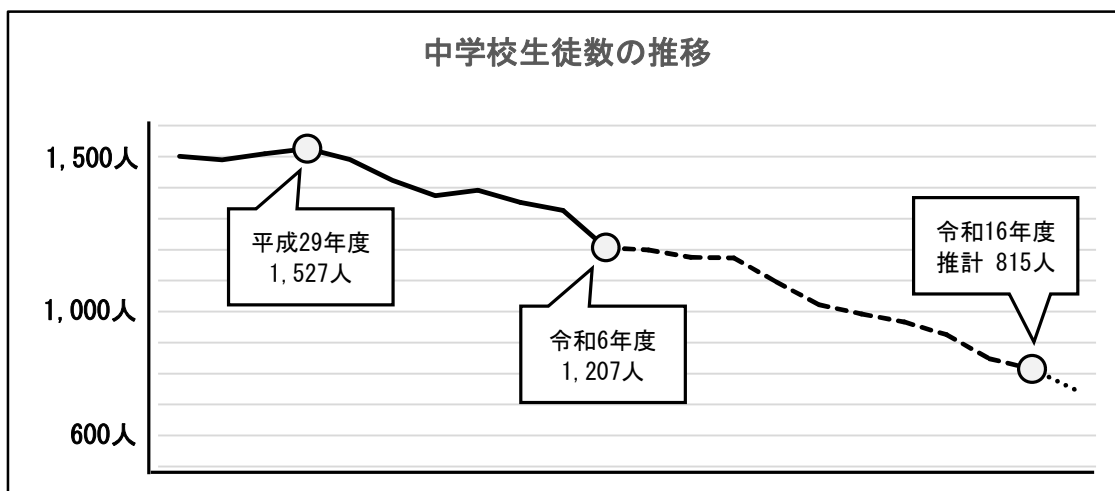 中学校生徒数の推移
1,500人
平成29年度
1,527人
令和16年度
推計 815人
1,000人
令和6年度
1,207人
600人